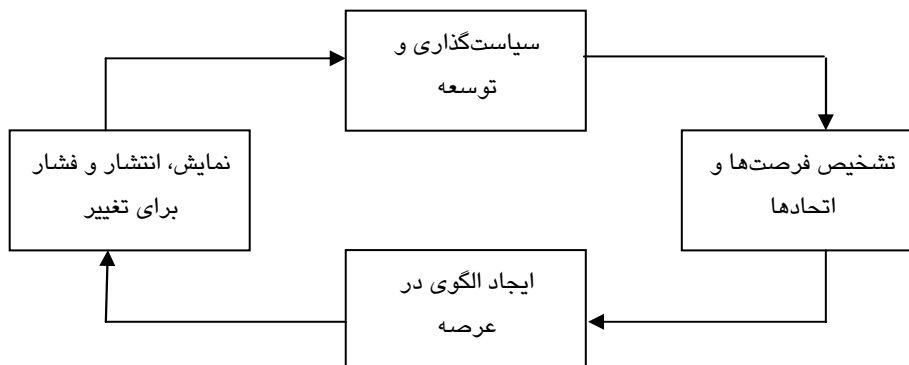 سیاست‌گذاری و
توسعه
تشخیص فرصت‌ها و
اتحادها
ایجاد الگوی در
عرصه
نمایش، انتشار و فشار
برای تغییر